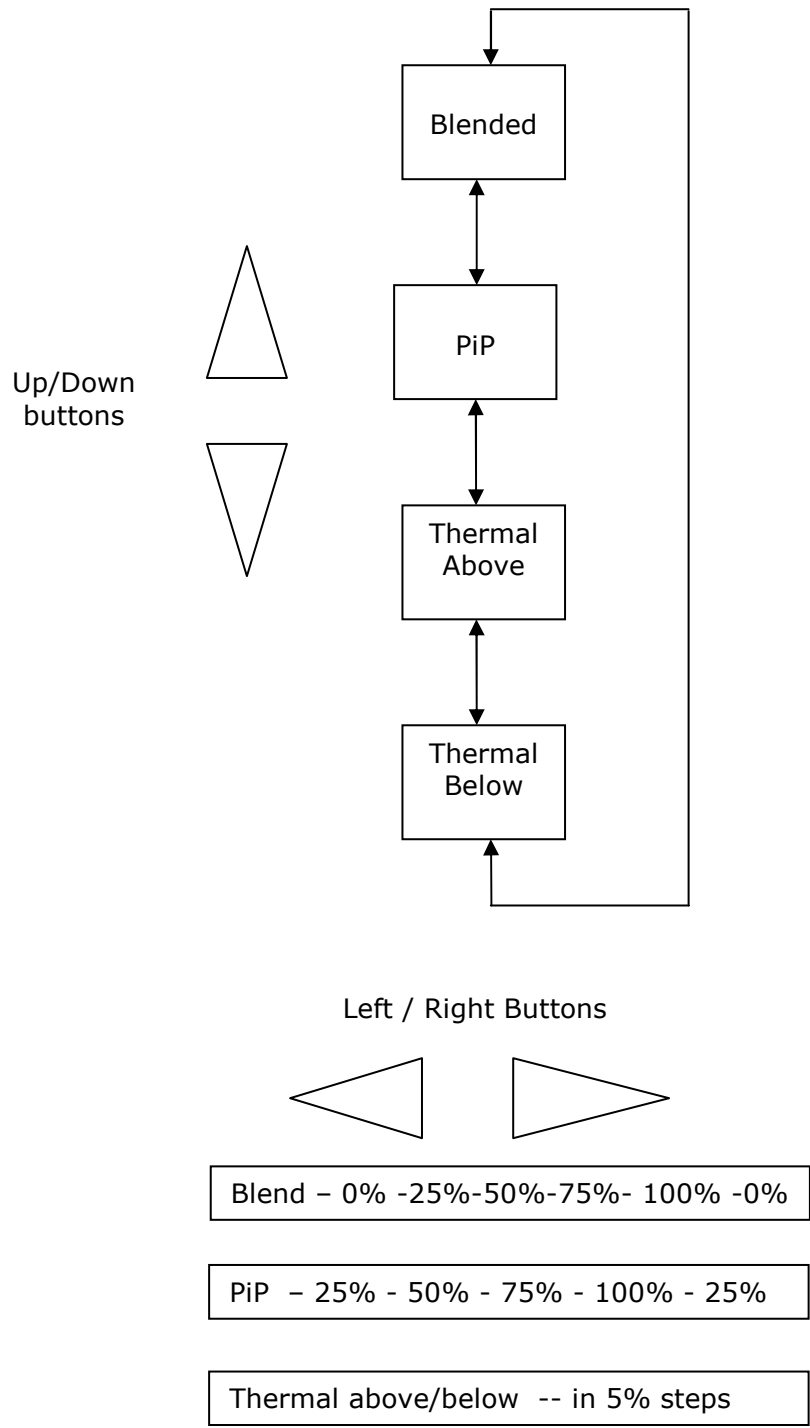 Blended
PiP
Up/Down
buttons
Thermal
Above
Thermal
Below
Left / Right Buttons
Blend – 0% -25%-50%-75%- 100% -0%
PiP – 25% - 50% - 75% - 100% - 25%
Thermal above/below -- in 5% steps